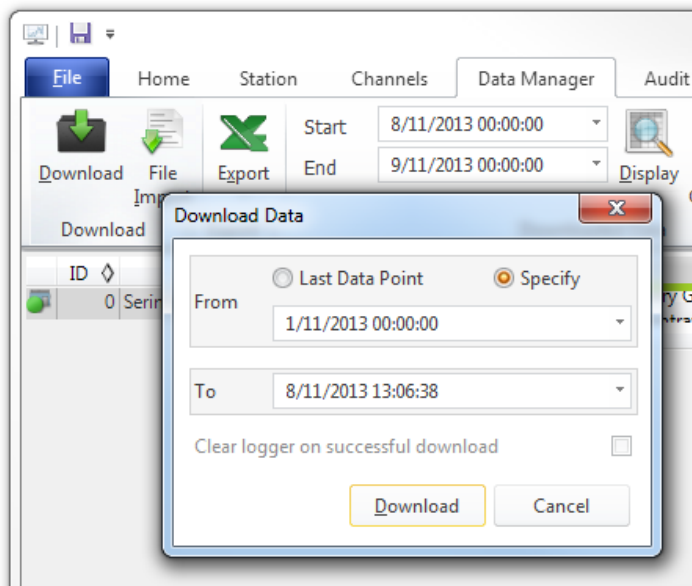 File Home Station Channels Data Manager Audit
Start 8/11/2013 00:00:00
End 9/11/2013 00:00:00
Download File Export Display
Download
Download Data
ID
0
From Last Data Point Specify
1/11/2013 00:00:00
To 8/11/2013 13:06:38
Clear logger on successful download
Download Cancel